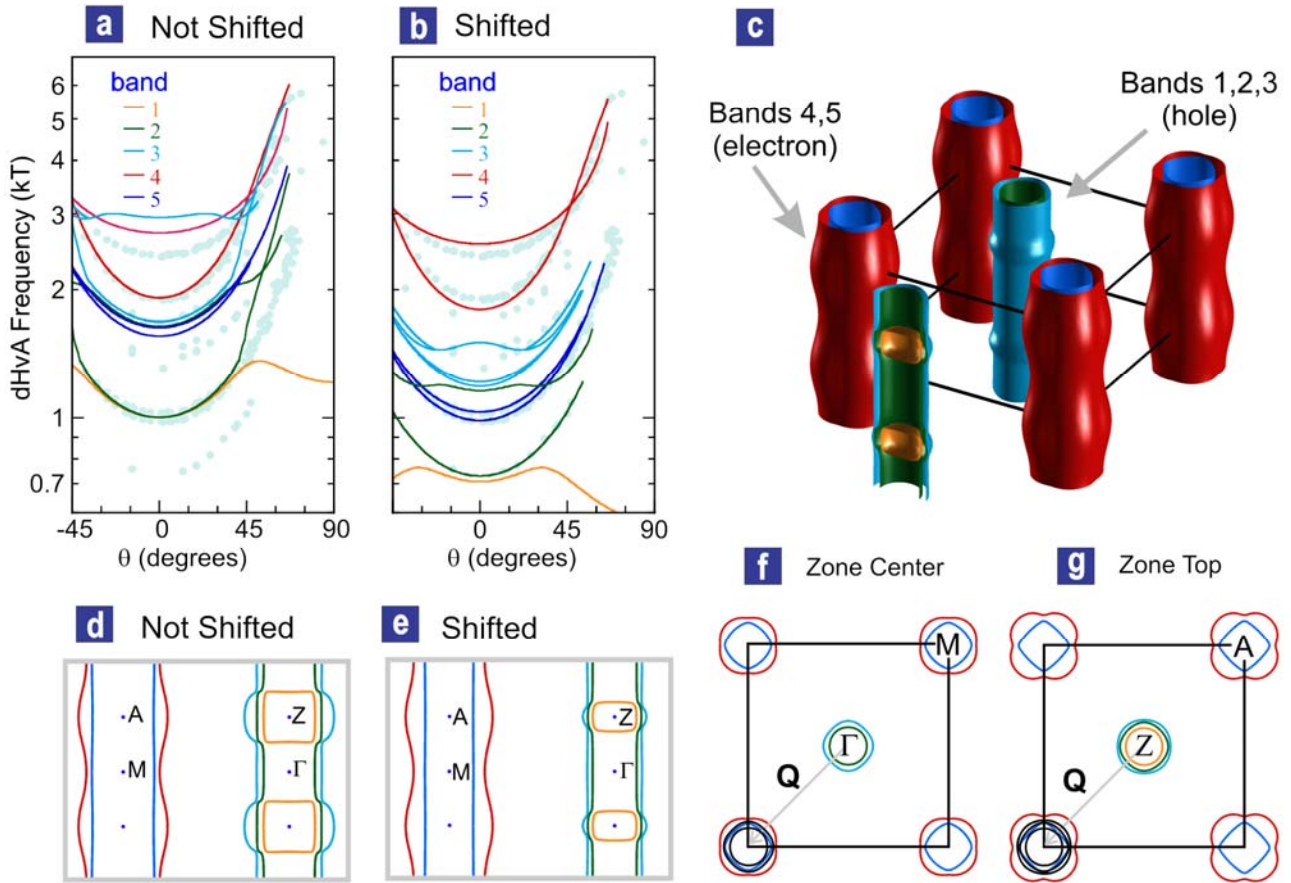 a Not Shifted
b Shifted
c
dHvA Frequency (kT)
6
5
4
3
2
1
0.7
band
1
2
3
4
5
-45 0 45 90
θ (degrees)
band
1
2
3
4
5
0 45 90
θ (degrees)
Bands 4,5
(electron)
Bands 1,2,3
(hole)
d Not Shifted
A
M
Z
Γ
e Shifted
A
M
Z
Γ
f Zone Center
M
Γ
Q
g Zone Top
A
Z
Q